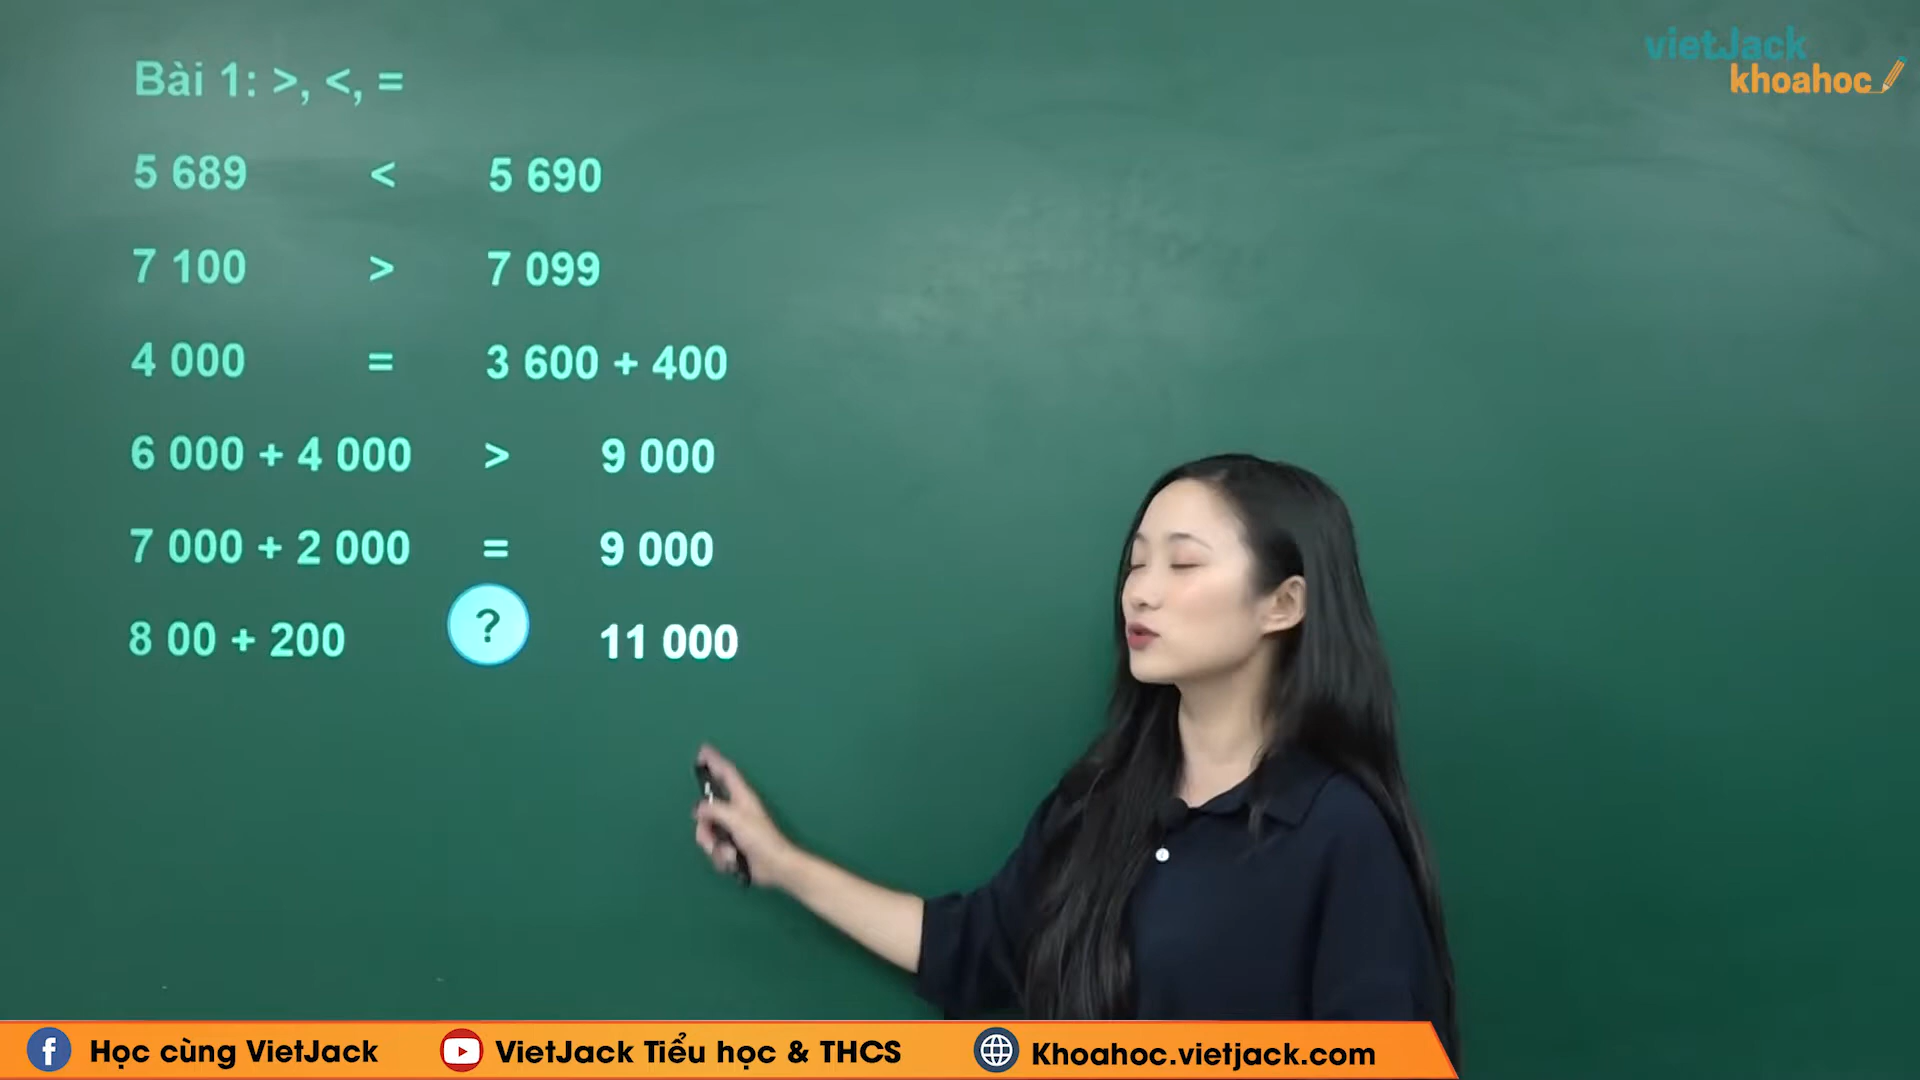 vietJack
khoahoc
Bài 1: >, <, =
5 689 < 5 690
7 100 > 7 099
4 000 = 3 600 + 400
6 000 + 4 000 > 9 000
7 000 + 2 000 = 9 000
8 00 + 200 ? 11 000
Học cùng VietJack VietJack Tiểu học & THCS Khoahoc.vietjack.com